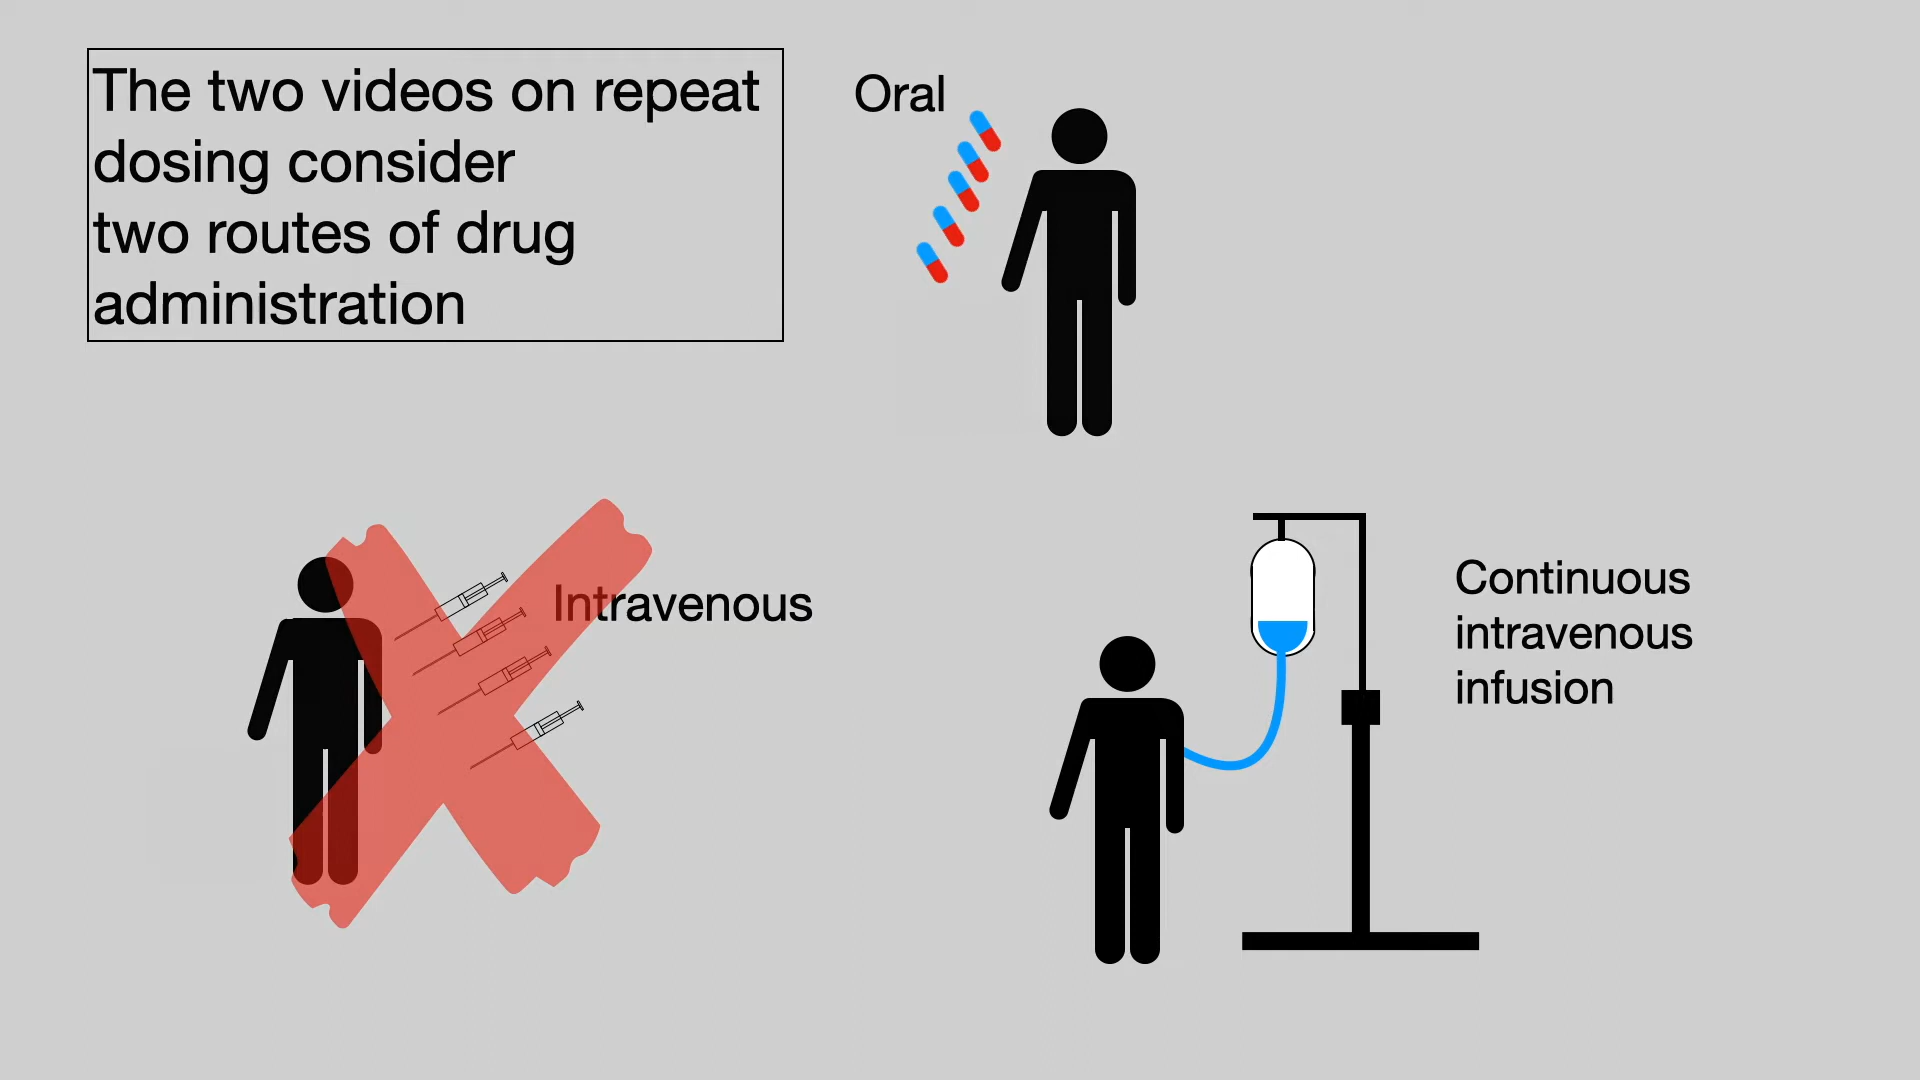 The two videos on repeat
dosing consider
two routes of drug
administration
Oral
Intravenous
Continuous
intravenous
infusion